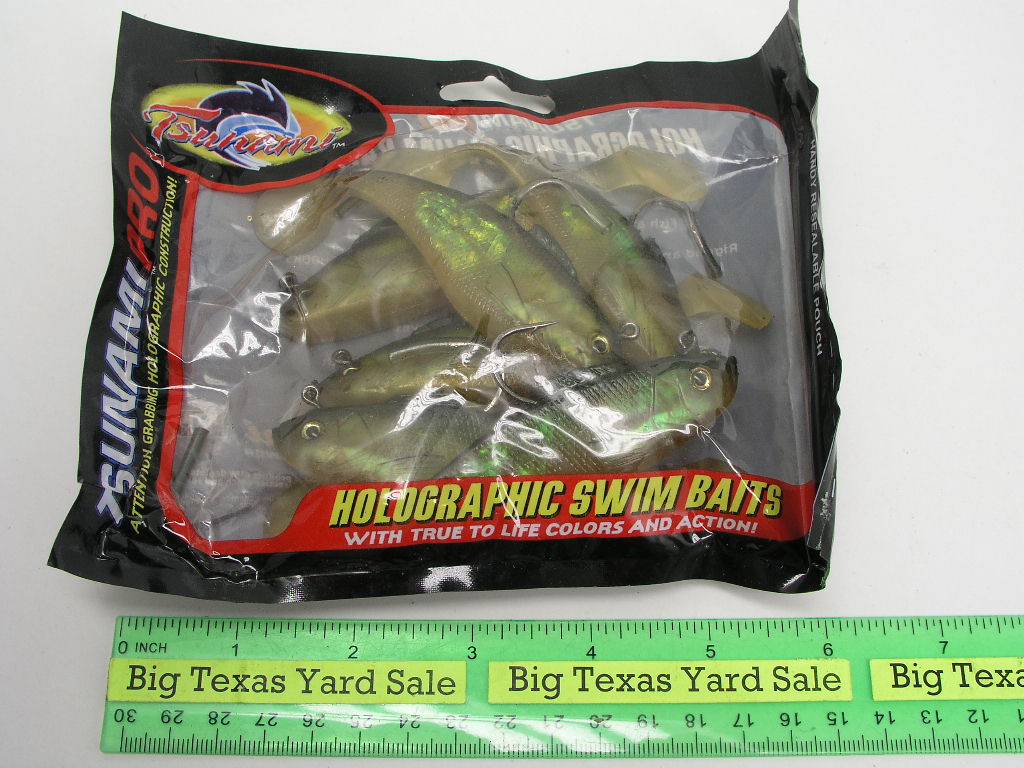 Tsunami™
TSUNAMI PRO
ATTENTION GRABBING HOLOGRAPHIC CONSTRUCTION!
HOLOGRAPHIC
HANDY RESEALABLE POUCH
HOLOGRAPHIC SWIM BAITS
WITH TRUE TO LIFE COLORS AND ACTION!
0 INCH 1 2 3 4 5 6 7
Big Texas Yard Sale Big Texas Yard Sale Big Texa
30 29 28 27 26 25 24 23 22 21 20 19 18 17 16 15 14 13 12 11